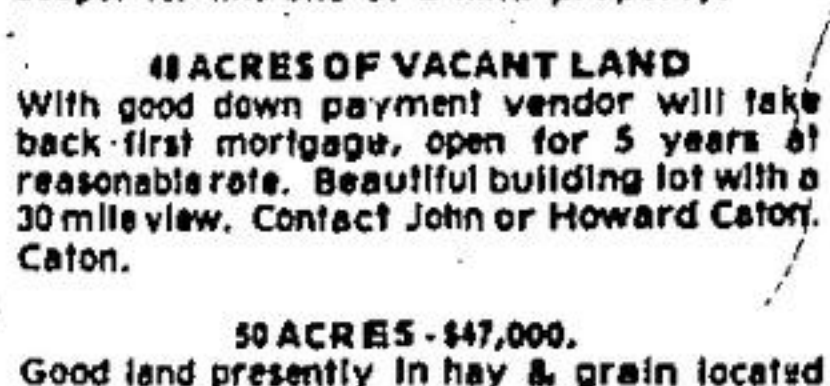 ACRES OF VACANT LAND
With good down payment vendor will take
back first mortgage, open for 5 years at
reasonable rate. Beautiful building lot with a
30 mile view. Contact John or Howard Caton.
Caton.
50 ACRES - $47,000.
Good land presently in hay & grain located